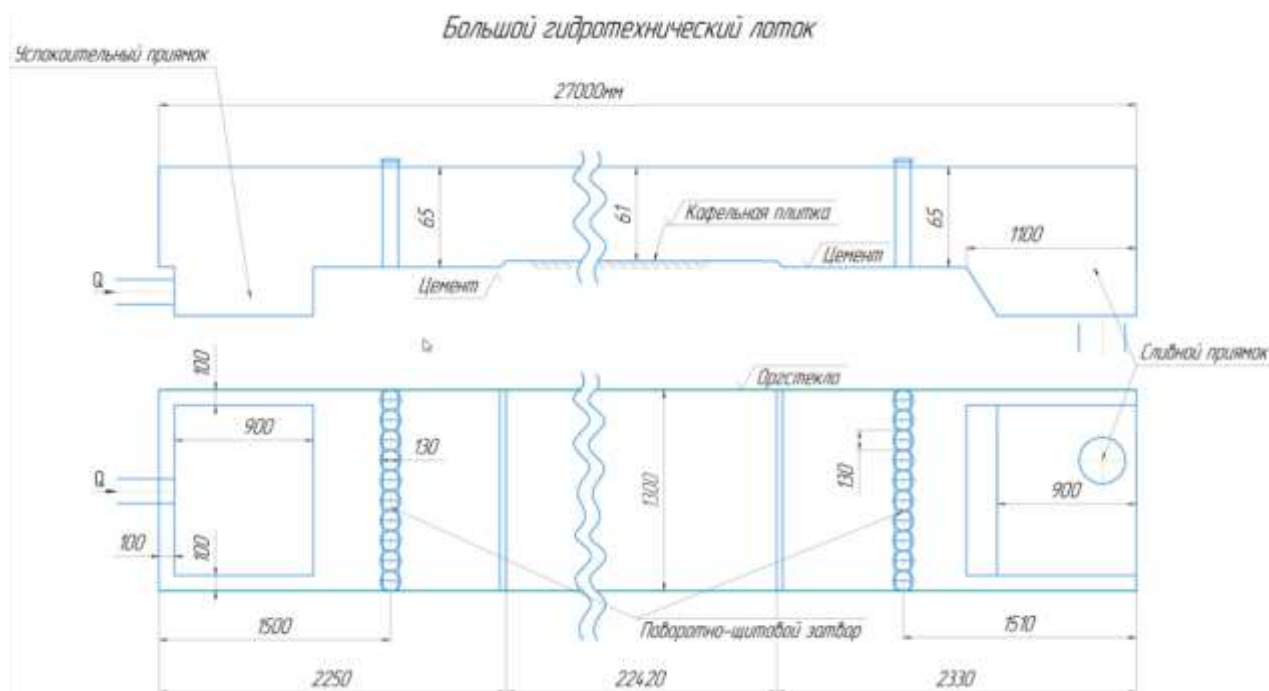 Большой гидротехнический лоток
Успокоительный приямок
27000мм
65
61
Кафельная плитка
65
1100
Цемент
Q
Цемент
Сливной приямок
100
Оргстекло
900
130
1300
130
Q
900
100
100
1500
Поворотно-щитовой затвор
1510
2250
22420
2330